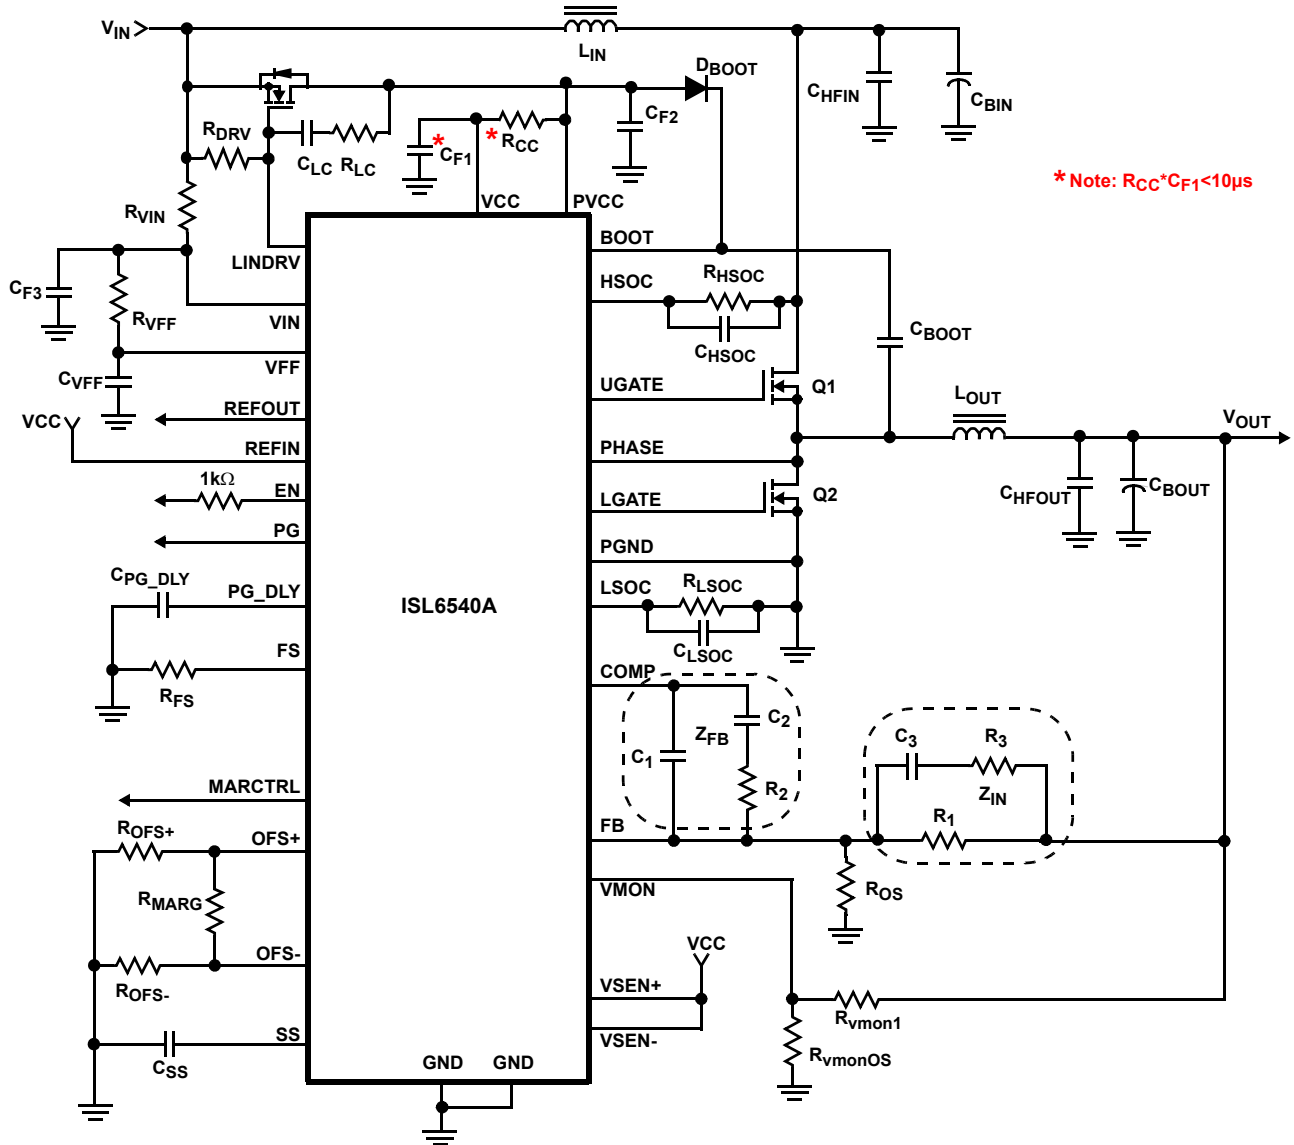 VIN
LIN
DBOOT
CHFIN
CBIN
RDRV
CLC
RLC
* CF1
* RCC
CF2
* Note: RCC*CF1<10µs
RVIN
VCC
PVCC
BOOT
LINDRV
HSOC
RHSOC
CF3
RVFF
VIN
CHSOC
CBOOT
VFF
CVFF
UGATE
Q1
LOUT
VCC
REFOUT
VOUT
REFIN
PHASE
1kΩ
EN
LGATE
Q2
CHFOUT
CBOUT
PG
PGND
CPG_DLY
PG_DLY
LSOC
RLSOC
ISL6540A
CLSOC
FS
RFS
COMP
C2
ZFB
C1
R2
C3
R3
ZIN
R1
MARCTRL
FB
ROFS+
OFS+
VMON
ROS
RMARG
OFS-
VCC
ROFS-
VSEN+
Rvmon1
VSEN-
SS
CSS
RvmonOS
GND
GND